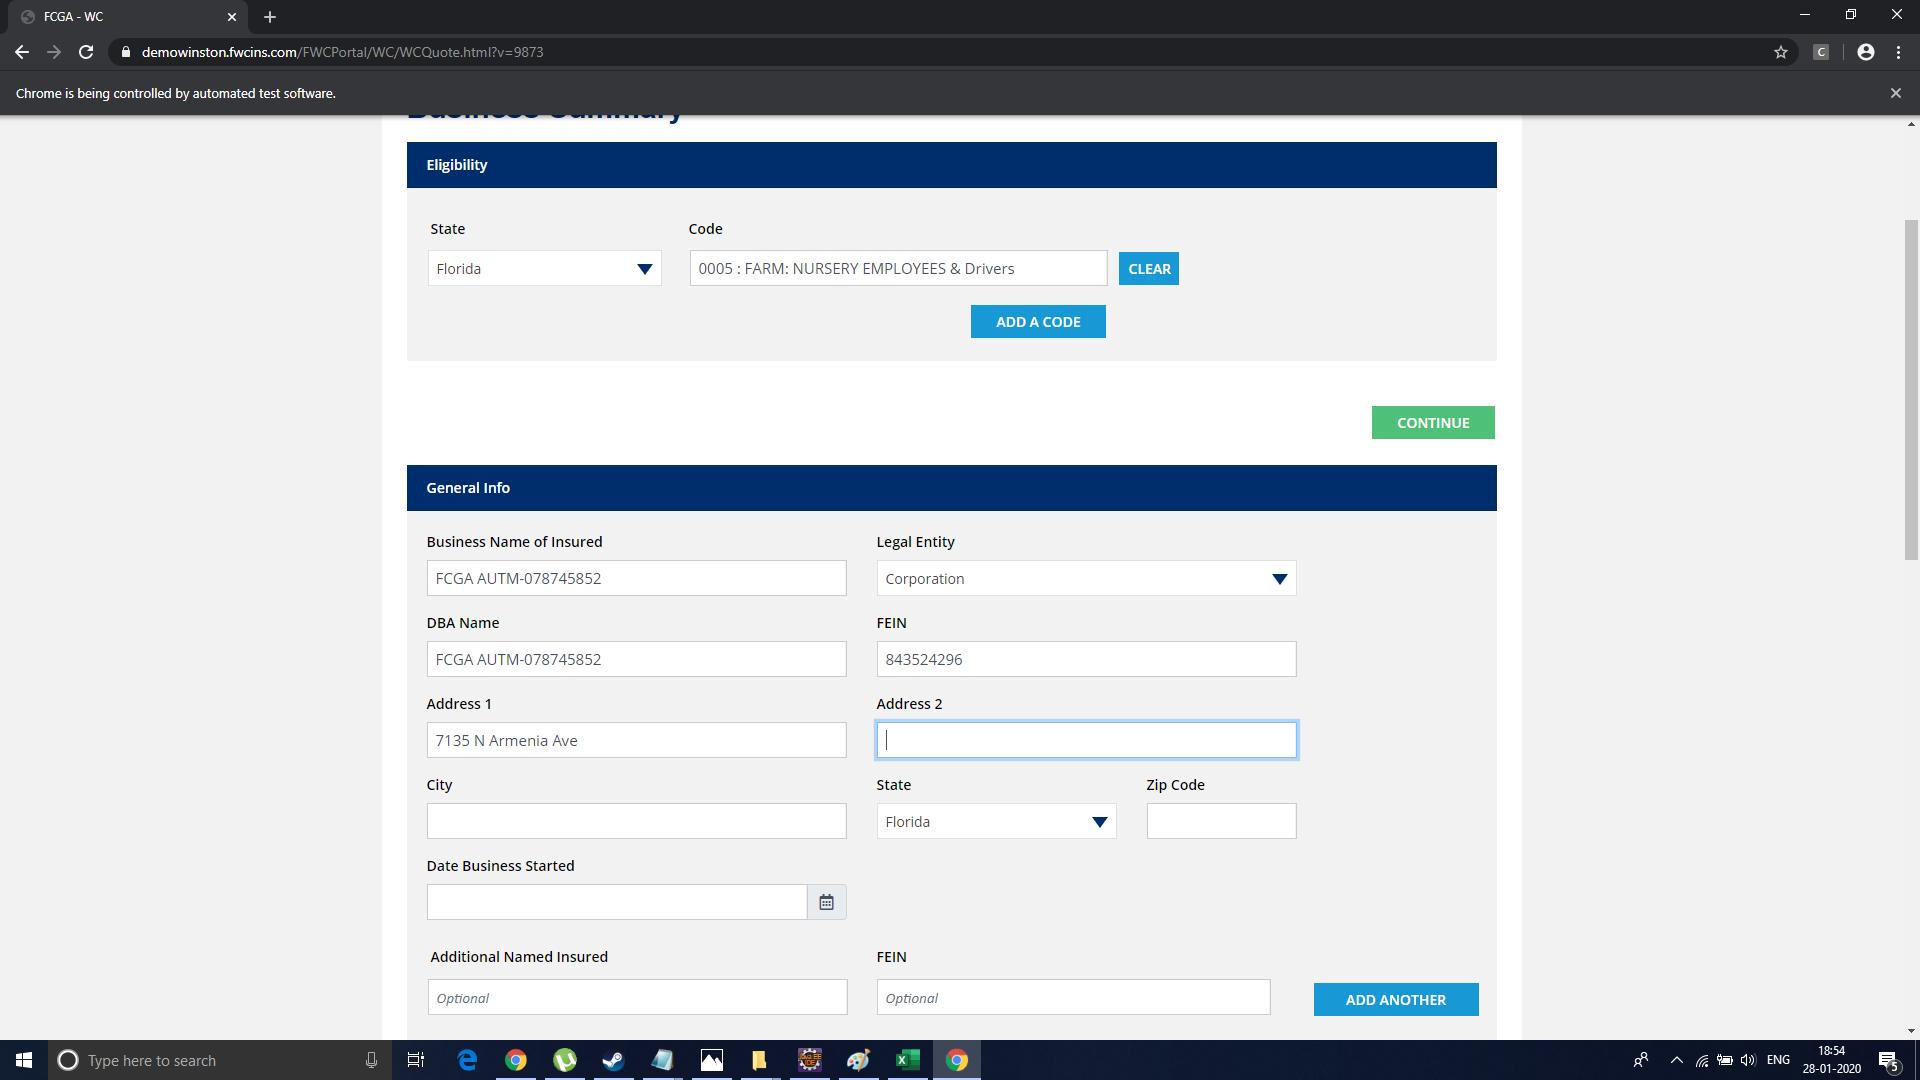 FCGA - WC
demowinston.fwcins.com/FWCPortal/WC/WCQuote.html?v=9873
C
Chrome is being controlled by automated test software.
Business Summary
Eligibility
State
Code
Florida
0005 : FARM: NURSERY EMPLOYEES & Drivers
CLEAR
ADD A CODE
CONTINUE
General Info
Business Name of Insured
Legal Entity
FCGA AUTM-078745852
Corporation
DBA Name
FEIN
FCGA AUTM-078745852
843524296
Address 1
Address 2
7135 N Armenia Ave
City
State
Zip Code
Florida
Date Business Started
Additional Named Insured
FEIN
Optional
Optional
ADD ANOTHER
Type here to search
ENG
18:54
28-01-2020
5